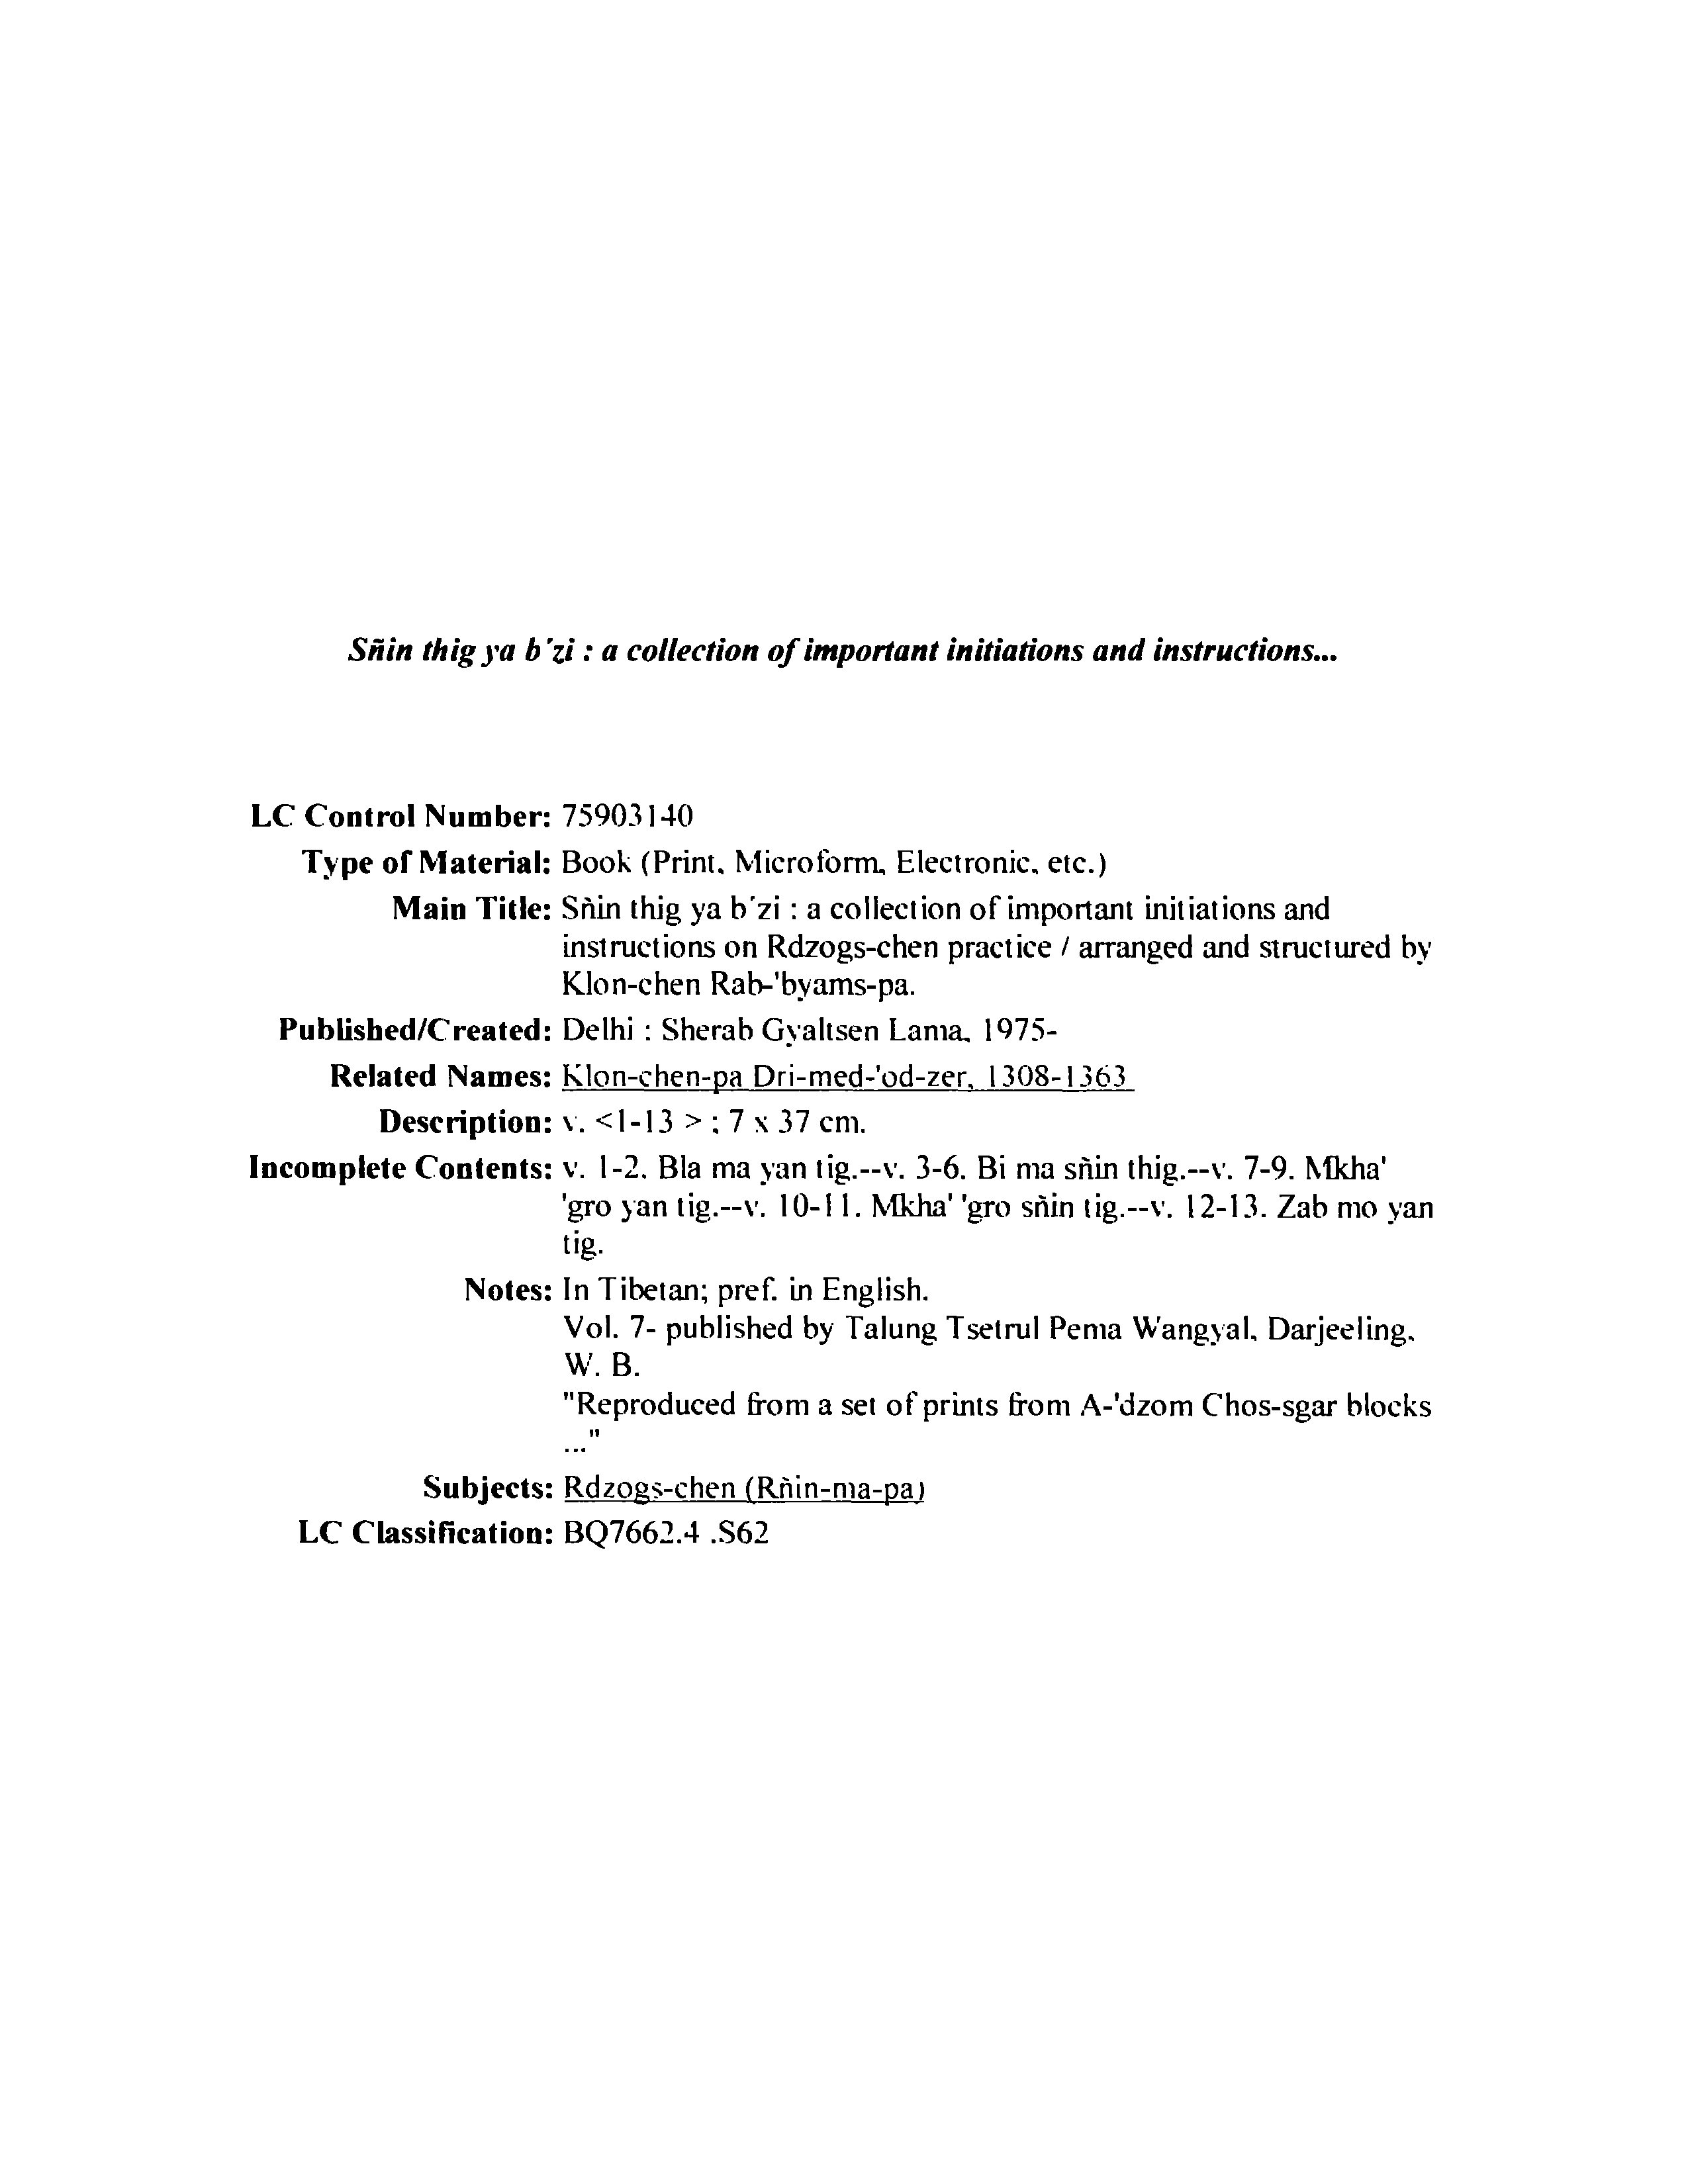 Sñin thig ya b'zi : a collection of important initiations and instructions...
LC Control Number: 75903140
Type of Material: Book (Print, Microform, Electronic, etc.)
Main Title: Sñin thig ya b'zi : a collection of important initiations and
instructions on Rdzogs-chen practice / arranged and structured by
Klon-chen Rab-'byams-pa.
Published/Created: Delhi : Sherab Gyaltsen Lama, 1975-
Related Names: Klon-chen-pa Dri-med-'od-zer, 1308-1363
Description: v. <1-13 > ; 7 x 37 cm.
Incomplete Contents: v. 1-2. Bla ma yan tig.--v. 3-6. Bi ma sñin thig.--v. 7-9. Mkha'
'gro yan tig.--v. 10-11. Mkha' 'gro sñin tig.--v. 12-13. Zab mo yan
tig.
Notes: In Tibetan; pref. in English.
Vol. 7- published by Talung Tsetrul Pema Wangyal, Darjeeling,
W. B.
"Reproduced from a set of prints from A-'dzom Chos-sgar blocks
..."
Subjects: Rdzogs-chen (Rñin-ma-pa)
LC Classification: BQ7662.4 .S62